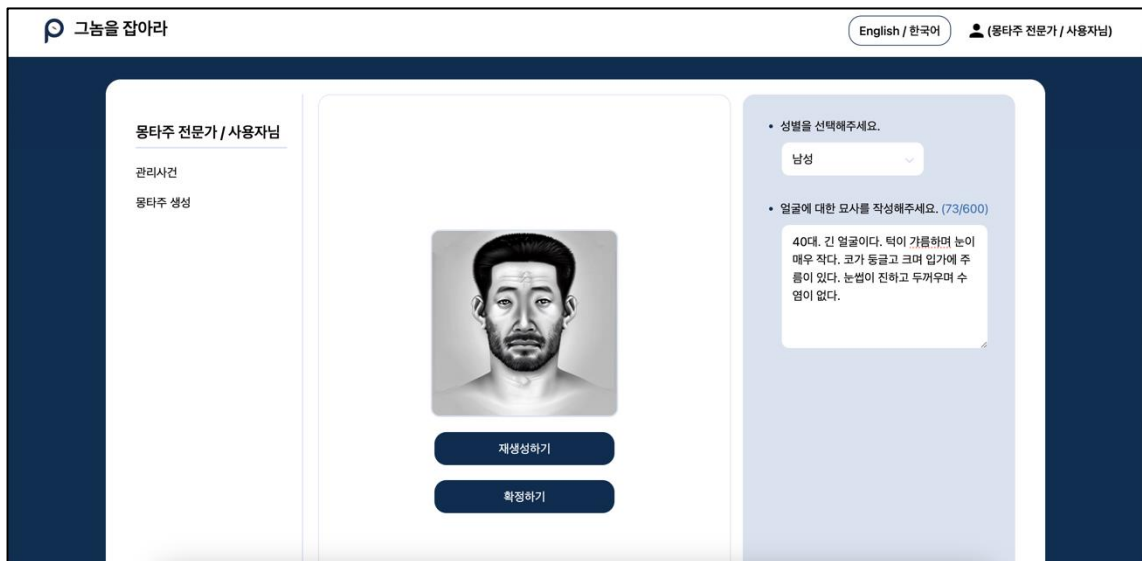 그놈을 잡아라
English / 한국어
(몽타주 전문가 / 사용자님)
몽타주 전문가 / 사용자님
관리사건
몽타주 생성
재생성하기
확정하기
• 성별을 선택해주세요.
남성
• 얼굴에 대한 묘사를 작성해주세요. (73/600)
40대. 긴 얼굴이다. 턱이 갸름하며 눈이
매우 작다. 코가 둥글고 크며 입가에 주
름이 있다. 눈썹이 진하고 두꺼우며 수
염이 없다.